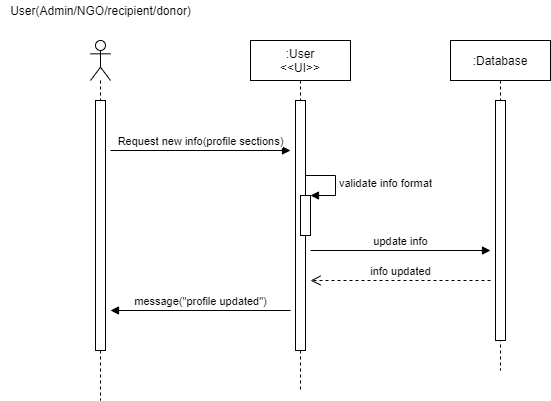 User(Admin/NGO/recipient/donor)
:User
<<UI>>
:Database
Request new info(profile sections)
validate info format
update info
info updated
message("profile updated")